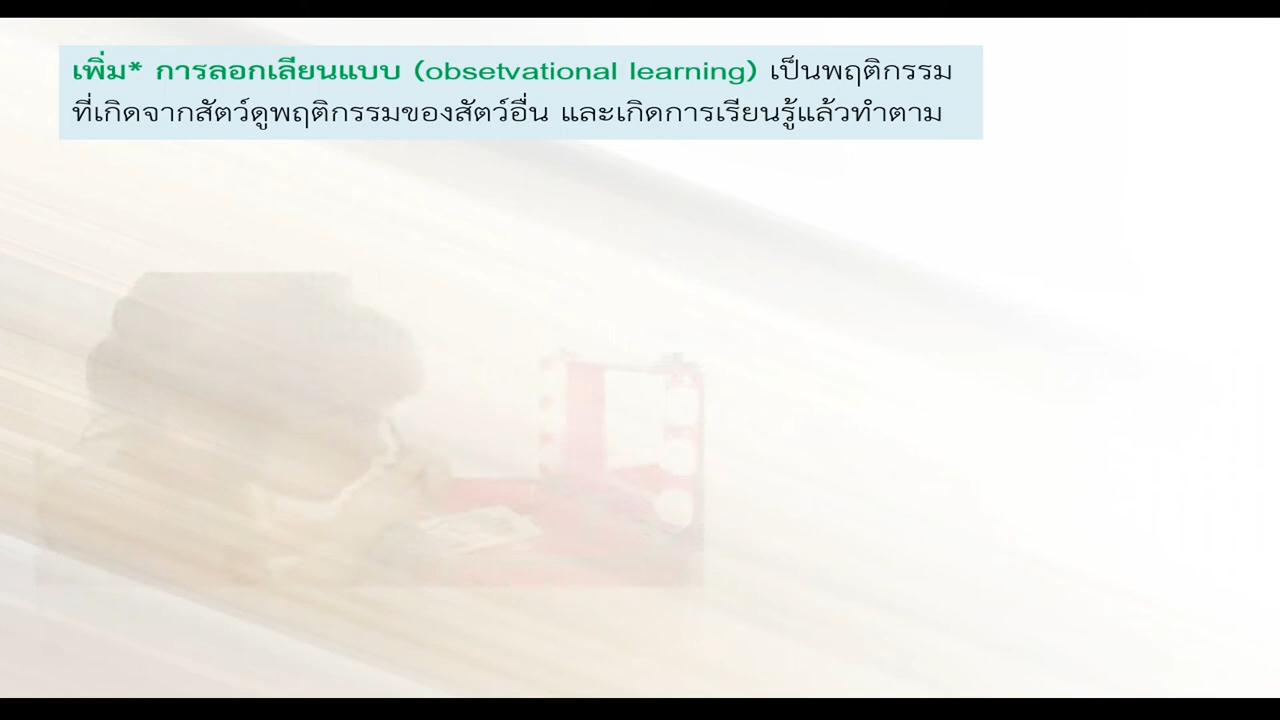 เพิ่ม* การลอกเลียนแบบ (obsetvational learning) เป็นพฤติกรรม
ที่เกิดจากสัตว์ดูพฤติกรรมของสัตว์อื่น และเกิดการเรียนรู้แล้วทำตาม